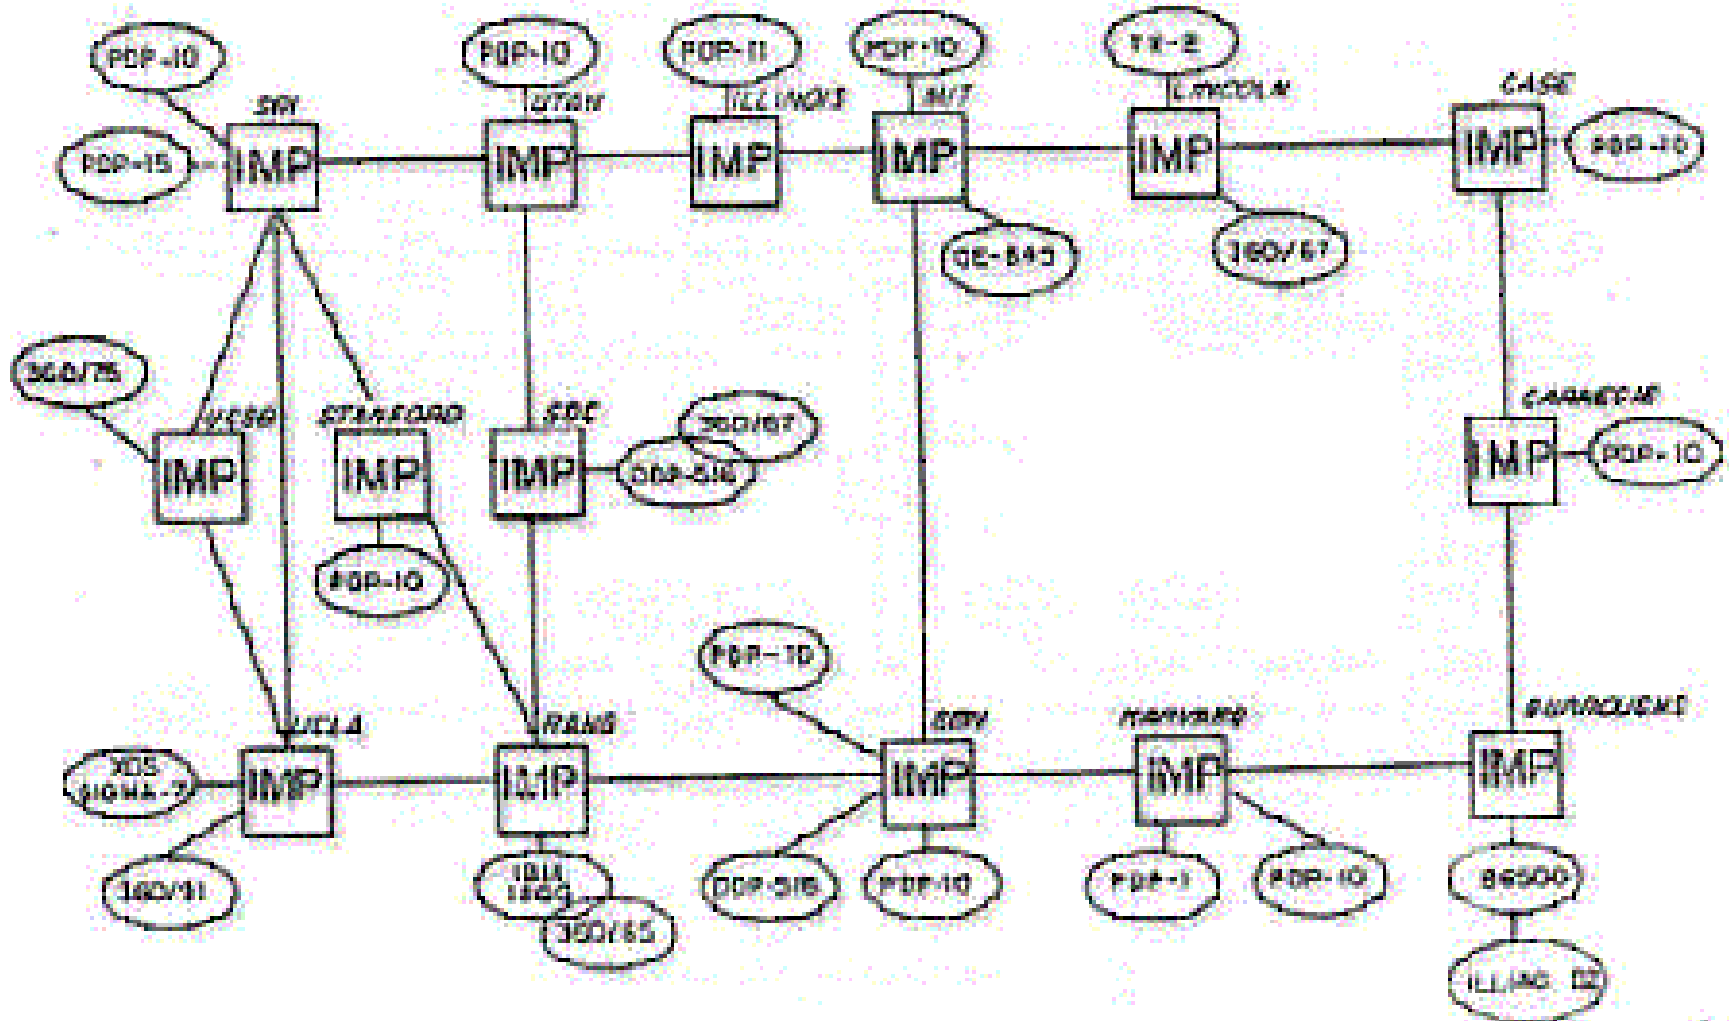 PDP-10
PDP-10
PDP-11
PDP-10
TX-2
SRI
UTAH
ILLINOIS
MIT
LINCOLN
CASE
PDP-15
IMP
IMP
IMP
IMP
IMP
IMP
PDP-10
GE-645
360/67
360/75
UCSB
STANFORD
SDC
360/67
CARNEGIE
IMP
IMP
IMP
DDP-516
IMP
PDP-10
PDP-10
PDP-10
UCLA
RAND
BBN
HARVARD
BURROUGHS
XDS
SIGMA-7
IMP
IMP
IMP
IMP
IMP
360/91
1800
360/65
DDP-516
PDP-10
PDP-1
PDP-10
B6500
ILLIAC